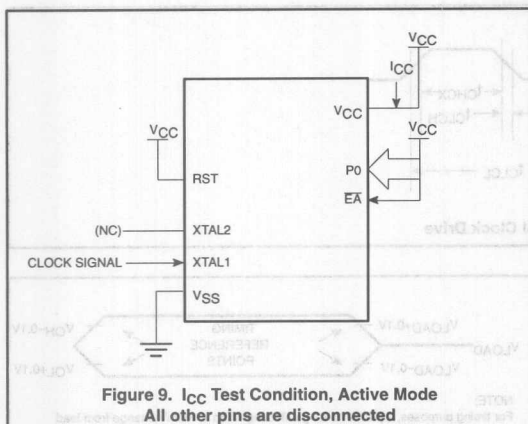 VCC
ICC
VCC
VCC
VCC
RST
P0
EA
(NC)
XTAL2
CLOCK SIGNAL
XTAL1
VSS
Figure 9. ICC Test Condition, Active Mode
All other pins are disconnected